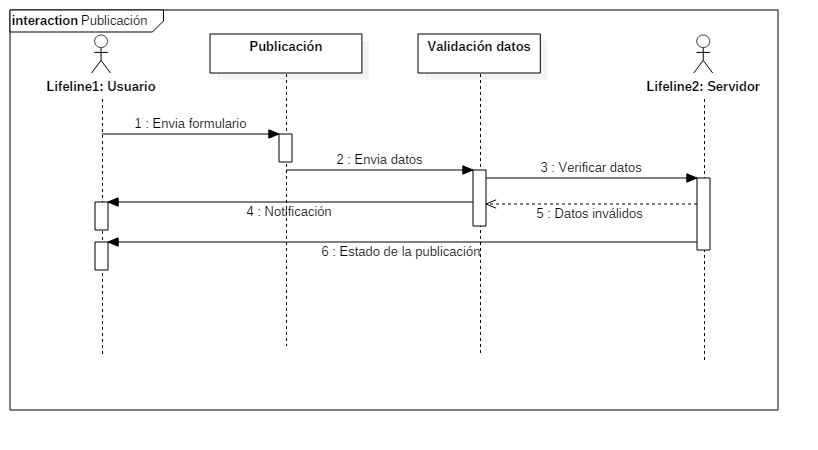 interaction Publicación
Publicación
Validación datos
Lifeline1: Usuario
Lifeline2: Servidor
1 : Envia formulario
2 : Envia datos
3 : Verificar datos
4 : Notificación
5 : Datos inválidos
6 : Estado de la publicación